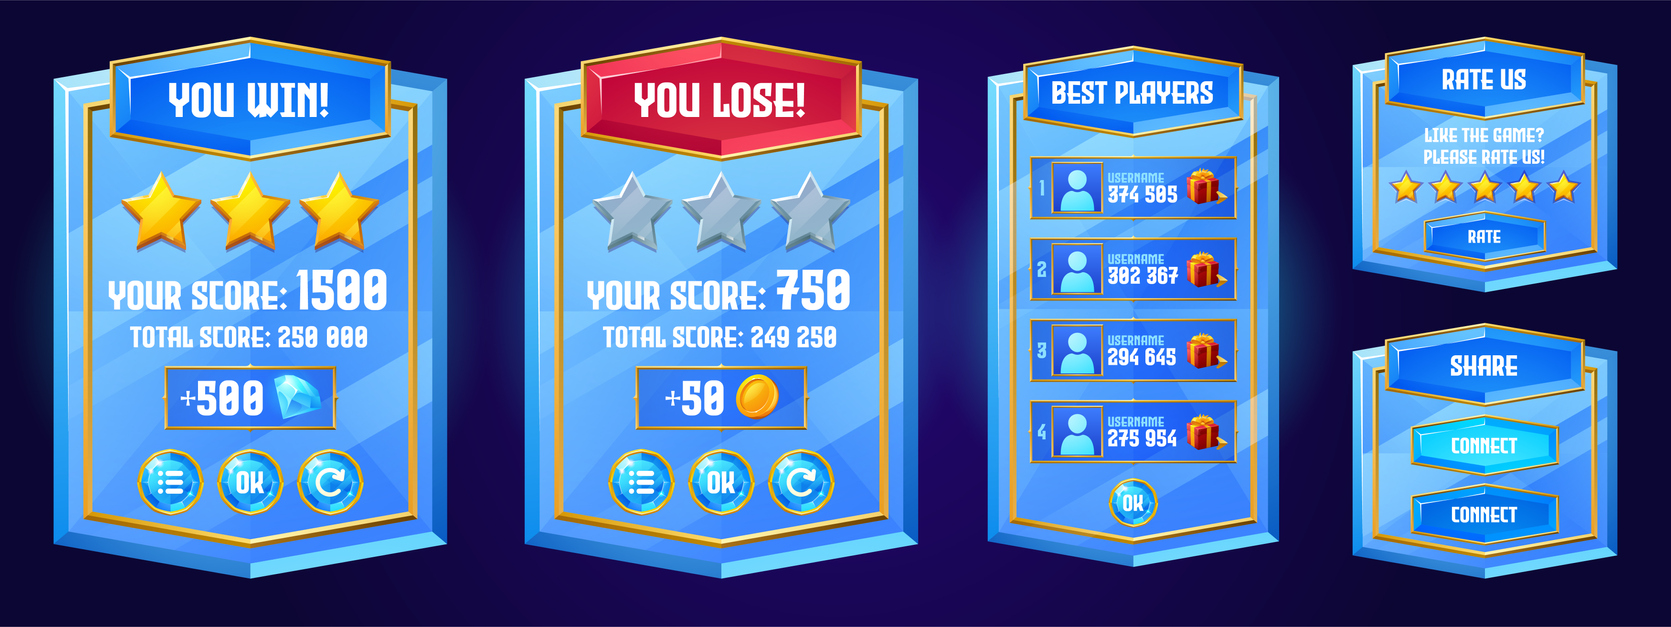 YOU WIN!
YOUR SCORE: 1500
TOTAL SCORE: 250 000
+500
OK
YOU LOSE!
YOUR SCORE: 750
TOTAL SCORE: 249 250
+50
OK
BEST PLAYERS
1
USERNAME
374 505
2
USERNAME
302 367
3
USERNAME
294 645
4
USERNAME
275 954
OK
RATE US
LIKE THE GAME?
PLEASE RATE US!
RATE
SHARE
CONNECT
CONNECT